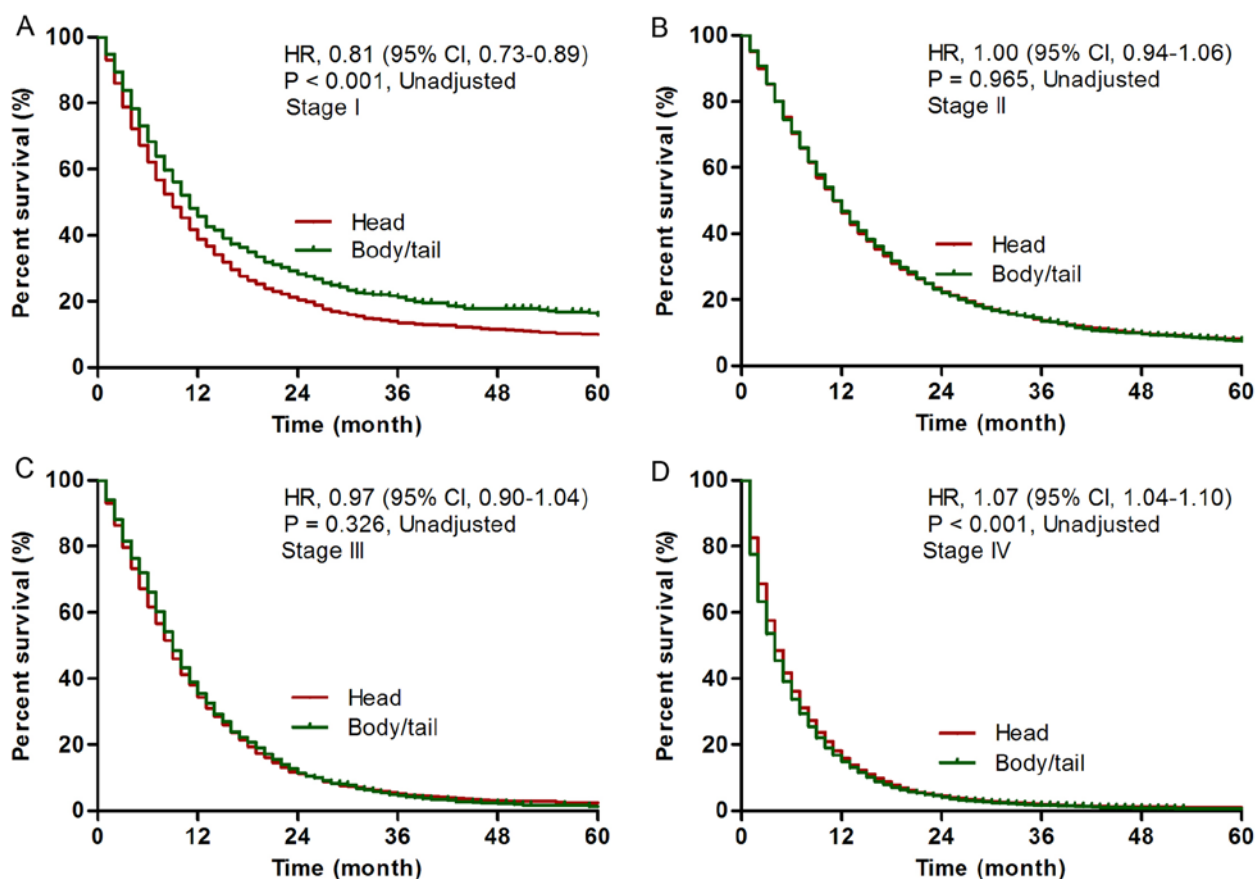 A
Percent survival (%)
100
80
60
40
20
0
HR, 0.81 (95% CI, 0.73-0.89)
P < 0.001, Unadjusted
Stage I
Head
Body/tail
0 12 24 36 48 60
Time (month)
B
Percent survival (%)
100
80
60
40
20
0
HR, 1.00 (95% CI, 0.94-1.06)
P = 0.965, Unadjusted
Stage II
Head
Body/tail
0 12 24 36 48 60
Time (month)
C
Percent survival (%)
100
80
60
40
20
0
HR, 0.97 (95% CI, 0.90-1.04)
P = 0.326, Unadjusted
Stage III
Head
Body/tail
0 12 24 36 48 60
Time (month)
D
Percent survival (%)
100
80
60
40
20
0
HR, 1.07 (95% CI, 1.04-1.10)
P < 0.001, Unadjusted
Stage IV
Head
Body/tail
0 12 24 36 48 60
Time (month)